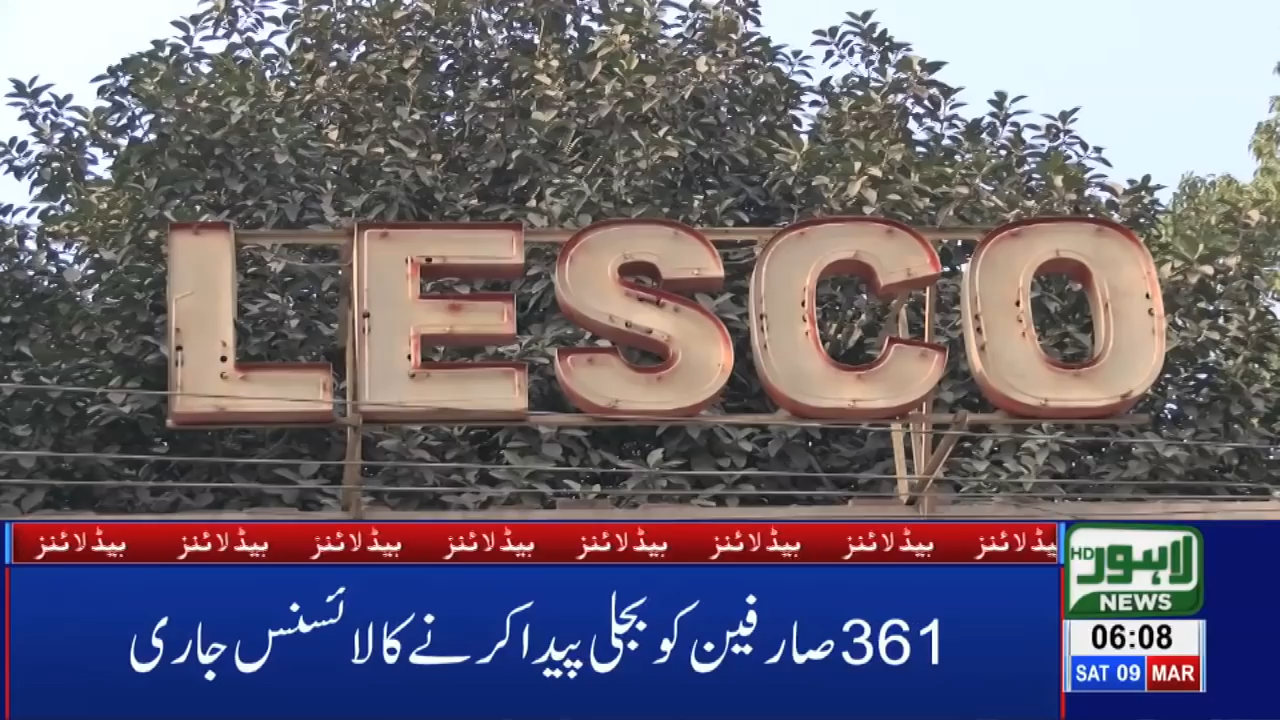 LESCO
ہیڈلائنز ہیڈلائنز ہیڈلائنز ہیڈلائنز ہیڈلائنز ہیڈلائنز ہیڈلائنز ہیڈلائنز
361 صارفین کو بجلی پیدا کرنے کا لائسنس جاری
HD لاہور
NEWS
06:08
SAT 09 MAR